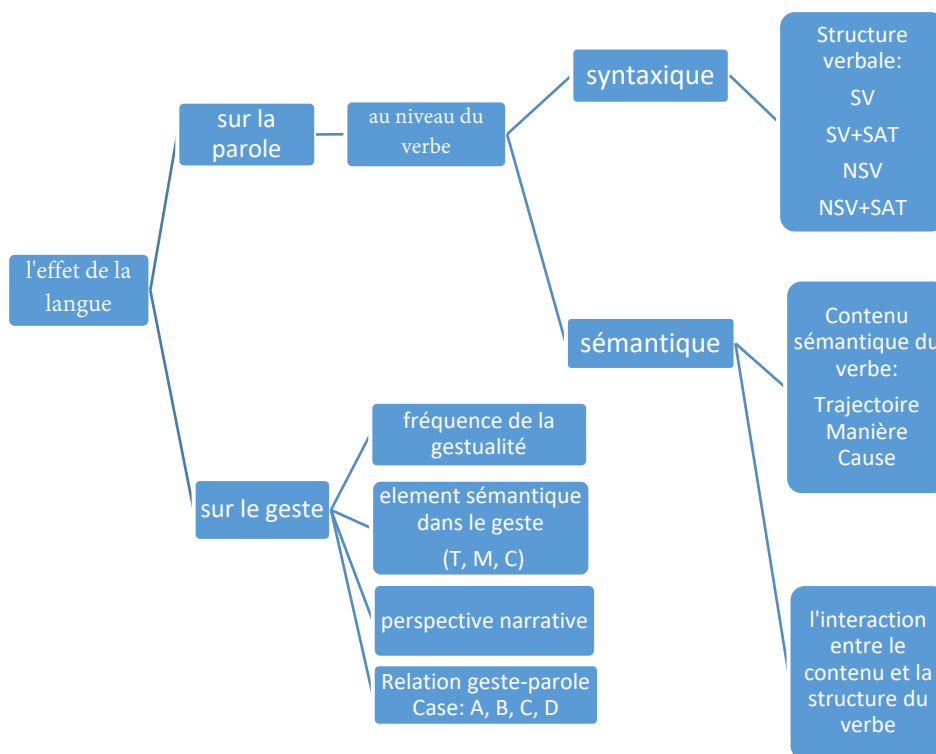 l'effet de la
langue
sur la
parole
au niveau du
verbe
syntaxique
Structure
verbale:
SV
SV+SAT
NSV
NSV+SAT
sémantique
Contenu
sémantique du
verbe:
Trajectoire
Manière
Cause
l'interaction
entre le
contenu et la
structure du
verbe
sur le geste
fréquence de la
gestualité
element sémantique
dans le geste
(T, M, C)
perspective narrative
Relation geste-parole
Case: A, B, C, D